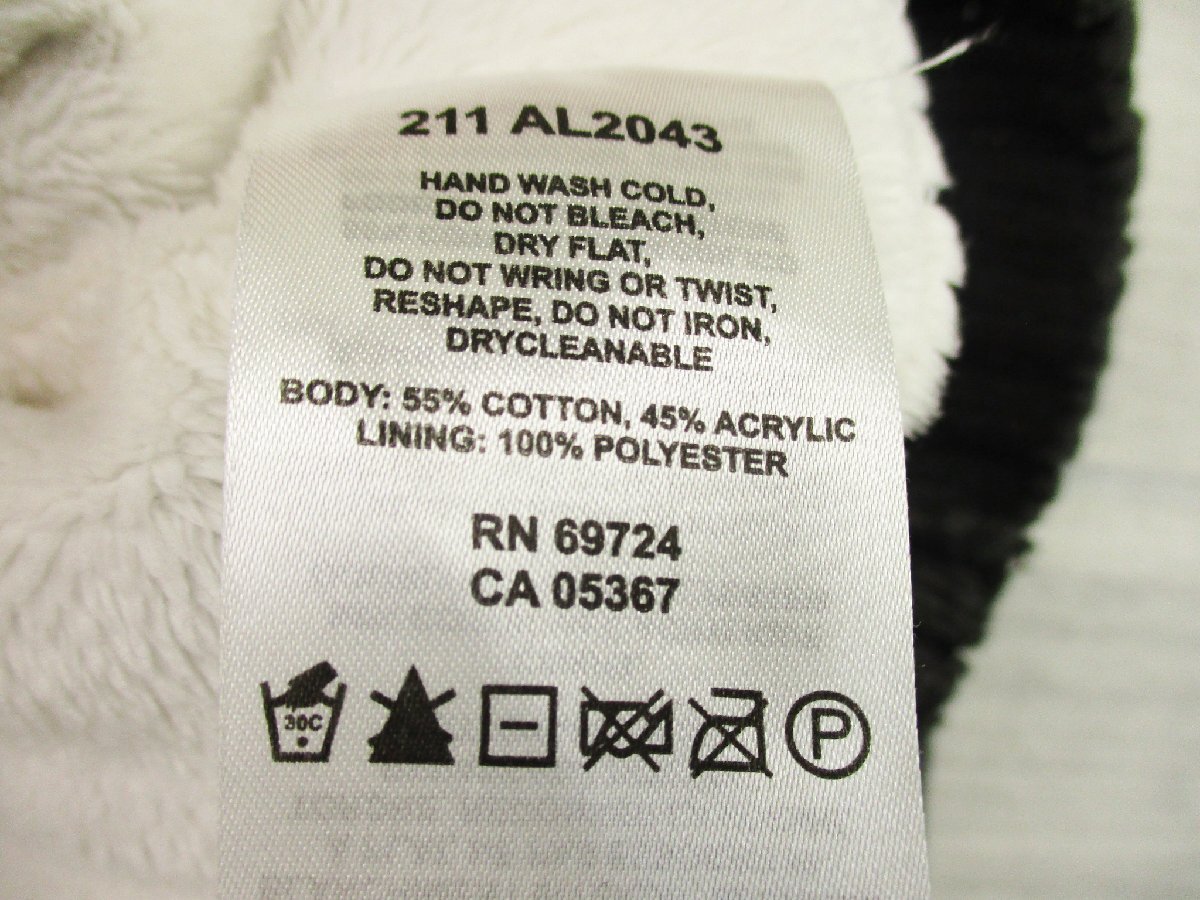 211 AL2043
HAND WASH COLD,
DO NOT BLEACH,
DRY FLAT,
DO NOT WRING OR TWIST,
RESHAPE, DO NOT IRON,
DRYCLEANABLE
BODY: 55% COTTON, 45% ACRYLIC
LINING: 100% POLYESTER
RN 69724
CA 05367
30C
P